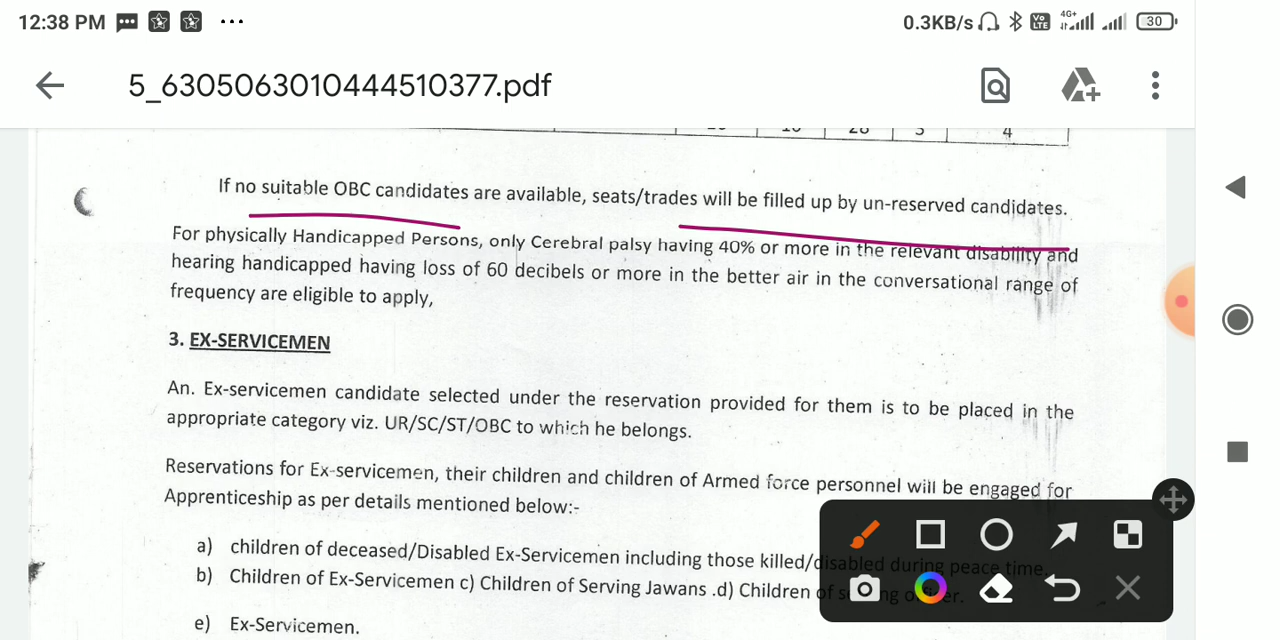 12:38 PM ...
0.3KB/s Vo LTE 4G+ 30
5_6305063010444510377.pdf
28 3 4
If no suitable OBC candidates are available, seats/trades will be filled up by un-reserved candidates.
For physically Handicapped Persons, only Cerebral palsy having 40% or more in the relevant disability and
hearing handicapped having loss of 60 decibels or more in the better air in the conversational range of
frequency are eligible to apply,
3. EX-SERVICEMEN
An. Ex-servicemen candidate selected under the reservation provided for them is to be placed in the
appropriate category viz. UR/SC/ST/OBC to which he belongs.
Reservations for Ex-servicemen, their children and children of Armed force personnel will be engaged for
Apprenticeship as per details mentioned below:-
a) children of deceased/Disabled Ex-Servicemen including those killed/disabled during peace time.
b) Children of Ex-Servicemen c) Children of Serving Jawans .d) Children of
e) Ex-Servicemen.